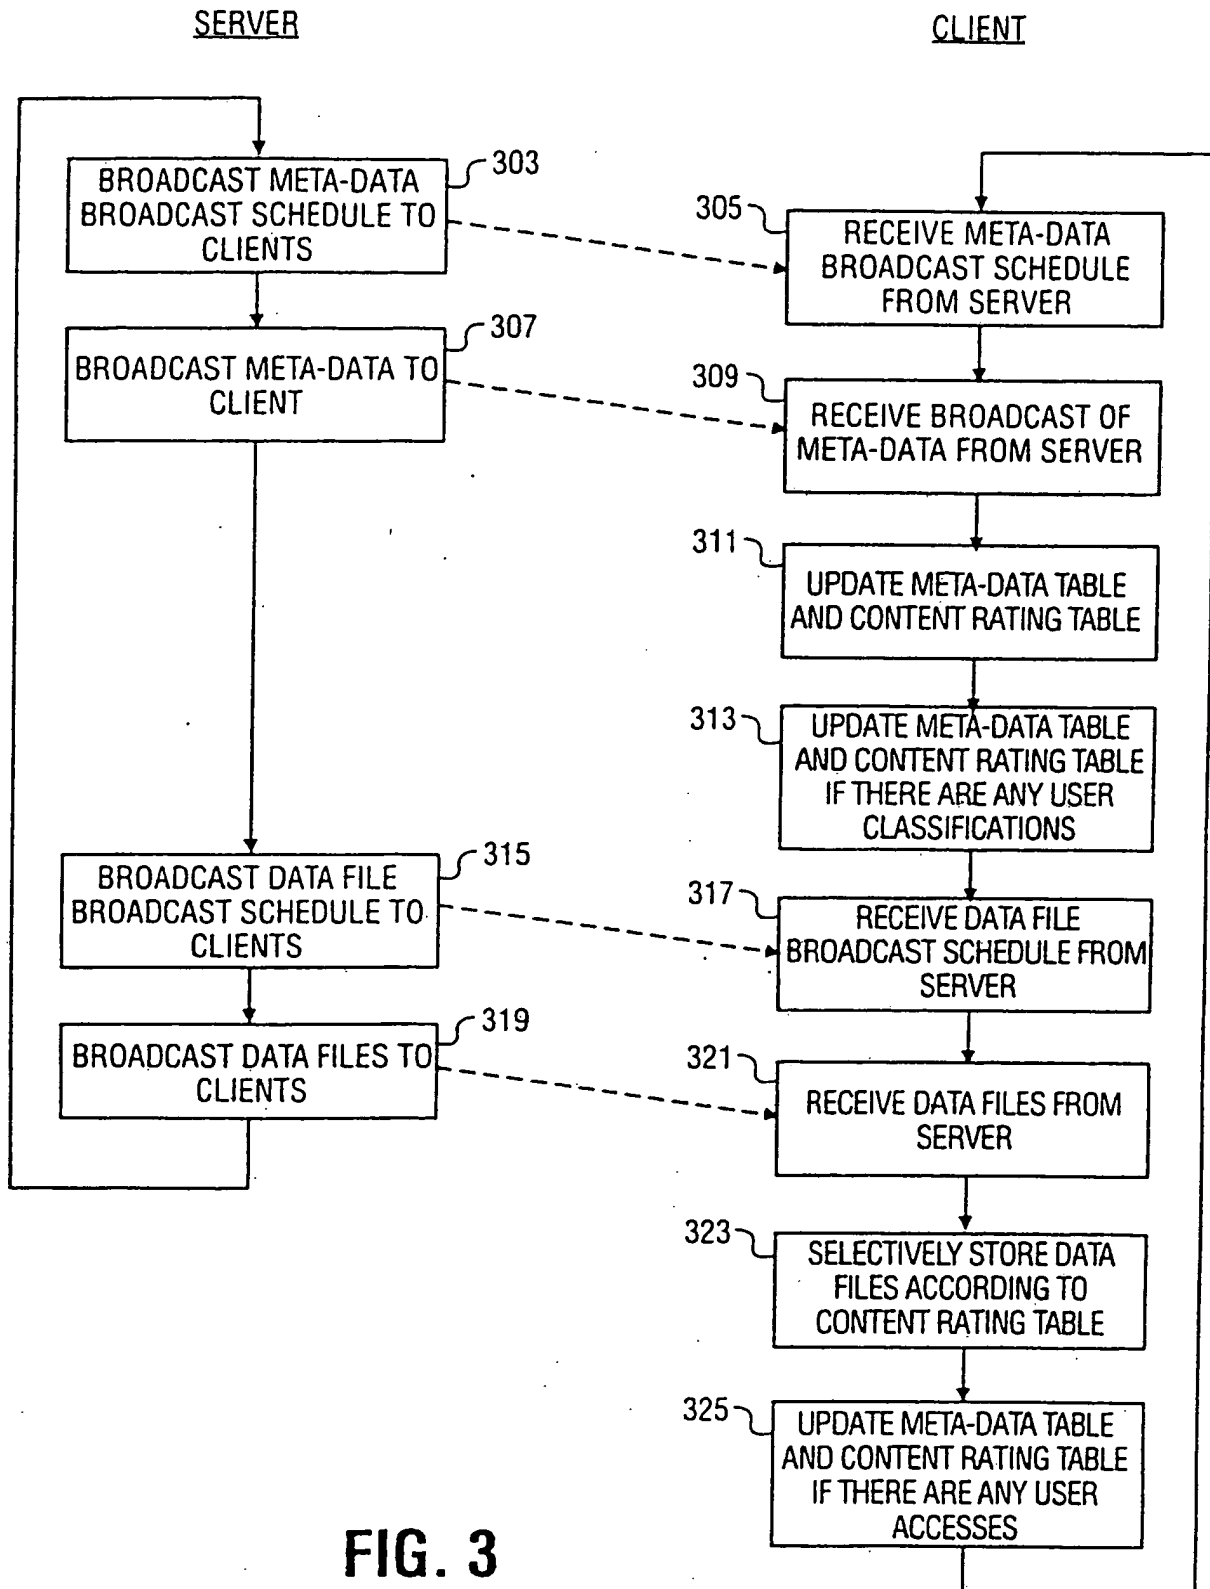 SERVER
CLIENT
303
BROADCAST META-DATA
BROADCAST SCHEDULE TO
CLIENTS
305
RECEIVE META-DATA
BROADCAST SCHEDULE
FROM SERVER
307
BROADCAST META-DATA TO
CLIENT
309
RECEIVE BROADCAST OF
META-DATA FROM SERVER
311
UPDATE META-DATA TABLE
AND CONTENT RATING TABLE
313
UPDATE META-DATA TABLE
AND CONTENT RATING TABLE
IF THERE ARE ANY USER
CLASSIFICATIONS
315
BROADCAST DATA FILE
BROADCAST SCHEDULE TO
CLIENTS
317
RECEIVE DATA FILE
BROADCAST SCHEDULE FROM
SERVER
319
BROADCAST DATA FILES TO
CLIENTS
321
RECEIVE DATA FILES FROM
SERVER
323
SELECTIVELY STORE DATA
FILES ACCORDING TO
CONTENT RATING TABLE
325
UPDATE META-DATA TABLE
AND CONTENT RATING TABLE
IF THERE ARE ANY USER
ACCESSES
FIG. 3